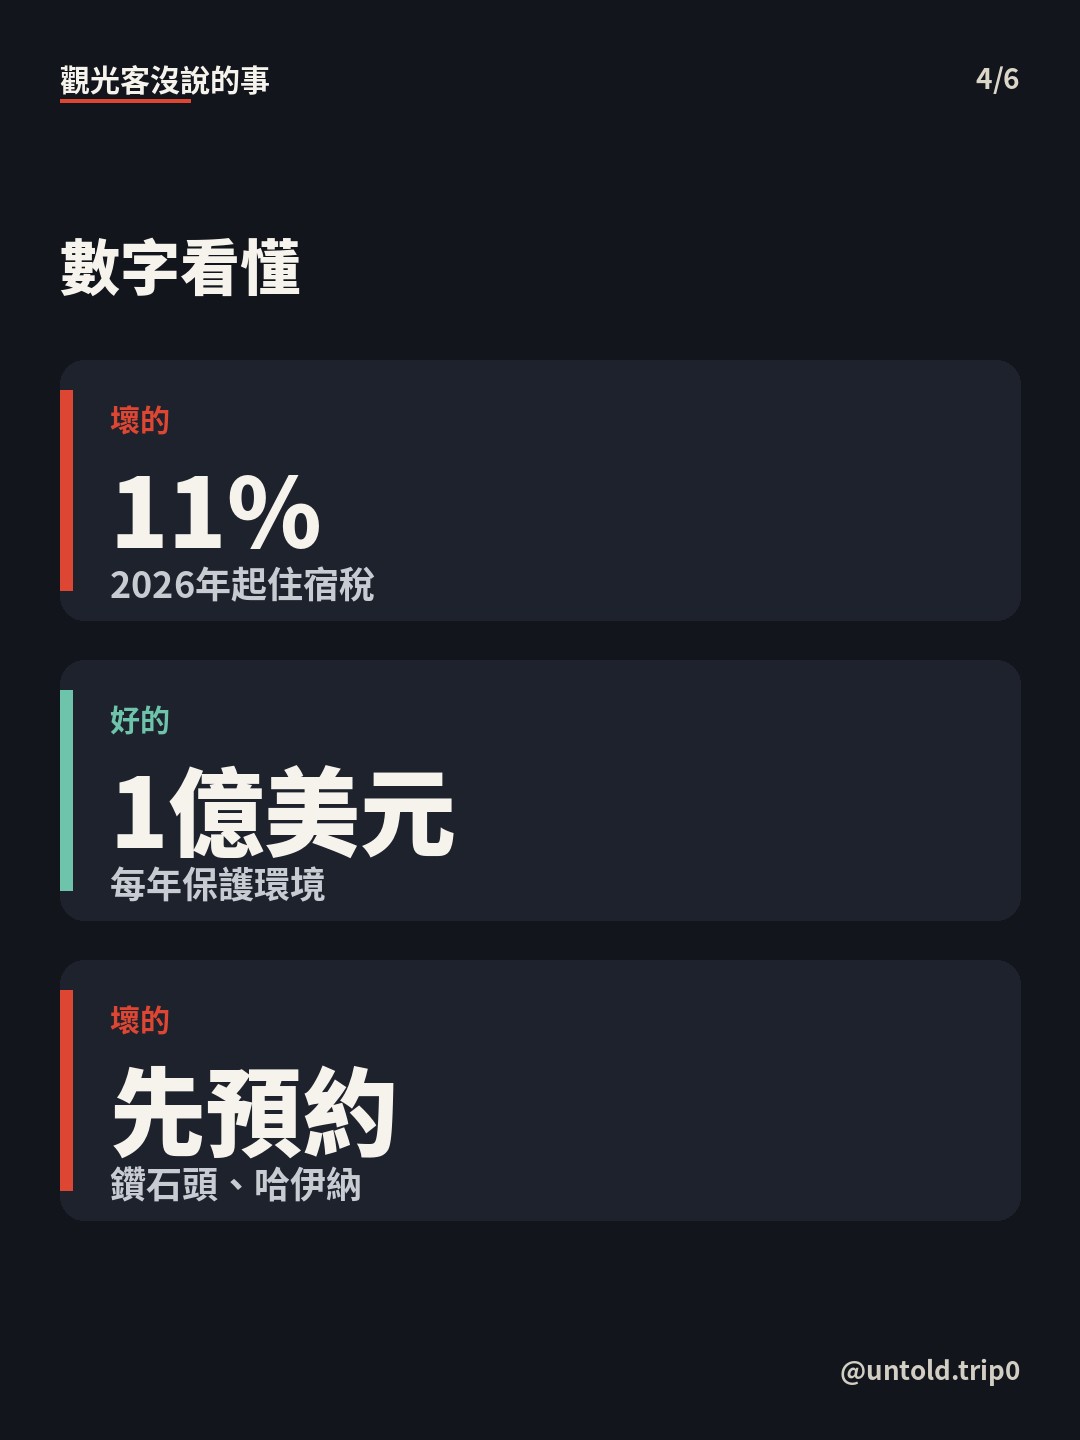 觀光客沒說的事
4/6
數字看懂
壞的
11%
2026年起住宿稅
好的
1億美元
每年保護環境
壞的
先預約
鑽石頭、哈伊納
@untold.trip0